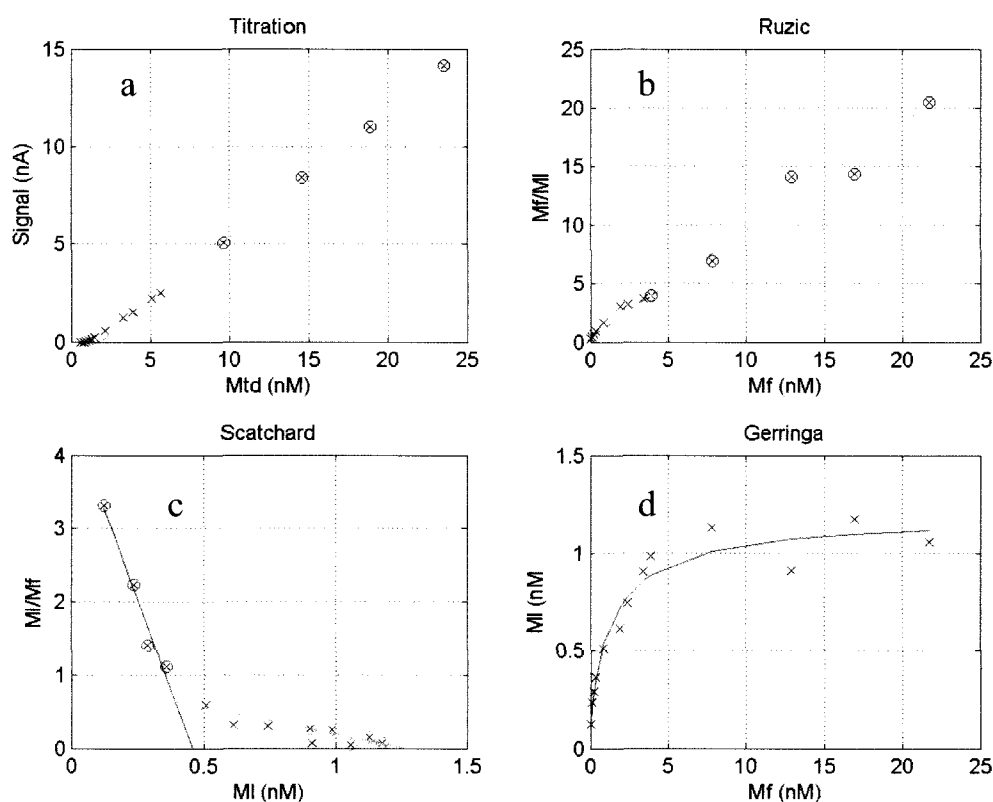 Titration
a
Signal (nA)
15
10
5
0
0 5 10 15 20 25
Mtd (nM)
Ruzic
b
Mf/Ml
25
20
15
10
5
0
0 5 10 15 20 25
Mf (nM)
Scatchard
c
Ml/Mf
4
3
2
1
0
0 0.5 1 1.5
Ml (nM)
Gerringa
d
Ml (nM
1.5
1
0.5
0
0 5 10 15 20 25
Mf (nM)